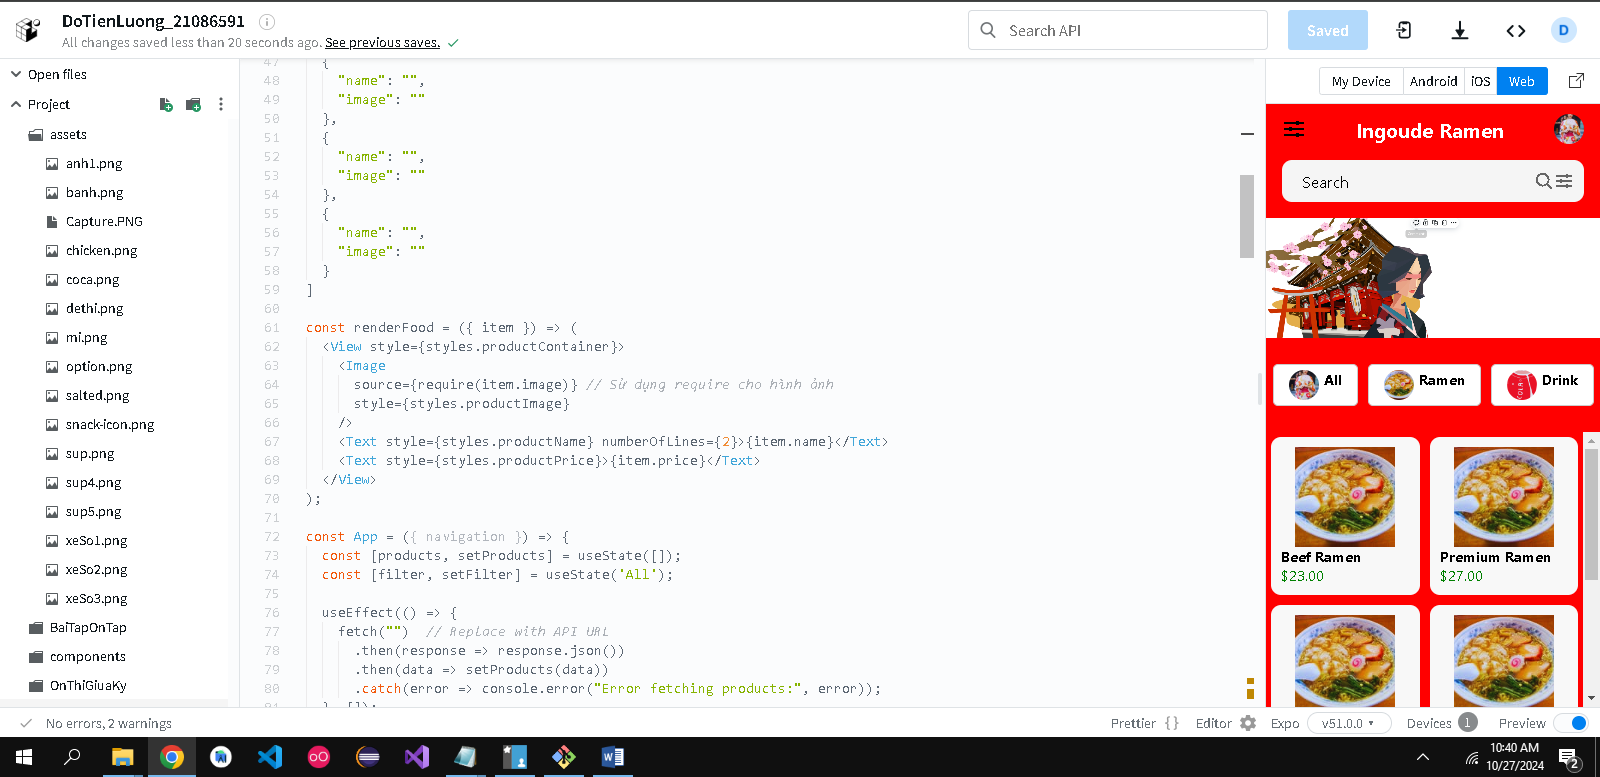 DoTienLuong_21086591
All changes saved less than 20 seconds ago. See previous saves.
Search API
Saved
D
Open files
Project
assets
anh1.png
banh.png
Capture.PNG
chicken.png
coca.png
dethi.png
mi.png
option.png
salted.png
snack-icon.png
sup.png
sup4.png
sup5.png
xeSo1.png
xeSo2.png
xeSo3.png
BaiTapOnTap
components
OnThiGiuaKy
47 {
48 "name": "",
49 "image": ""
50 },
51 {
52 "name": "",
53 "image": ""
54 },
55 {
56 "name": "",
57 "image": ""
58 }
59 ]
60
61 const renderFood = ({ item }) => (
62 <View style={styles.productContainer}>
63 <Image
64 source={require(item.image)} // Sử dụng require cho hình ảnh
65 style={styles.productImage}
66 />
67 <Text style={styles.productName} numberOfLines={2}>{item.name}</Text>
68 <Text style={styles.productPrice}>{item.price}</Text>
69 </View>
70 );
71
72 const App = ({ navigation }) => {
73 const [products, setProducts] = useState([]);
74 const [filter, setFilter] = useState('All');
75
76 useEffect(() => {
77 fetch("") // Replace with API URL
78 .then(response => response.json())
79 .then(data => setProducts(data))
80 .catch(error => console.error("Error fetching products:", error));
81 }, []);
My Device Android iOS Web
Ingoude Ramen
Search
All Ramen Drink
Beef Ramen
$23.00
Premium Ramen
$27.00
No errors, 2 warnings
Prettier { } Editor Expo v51.0.0 Devices 1 Preview
10:40 AM
10/27/2024
2